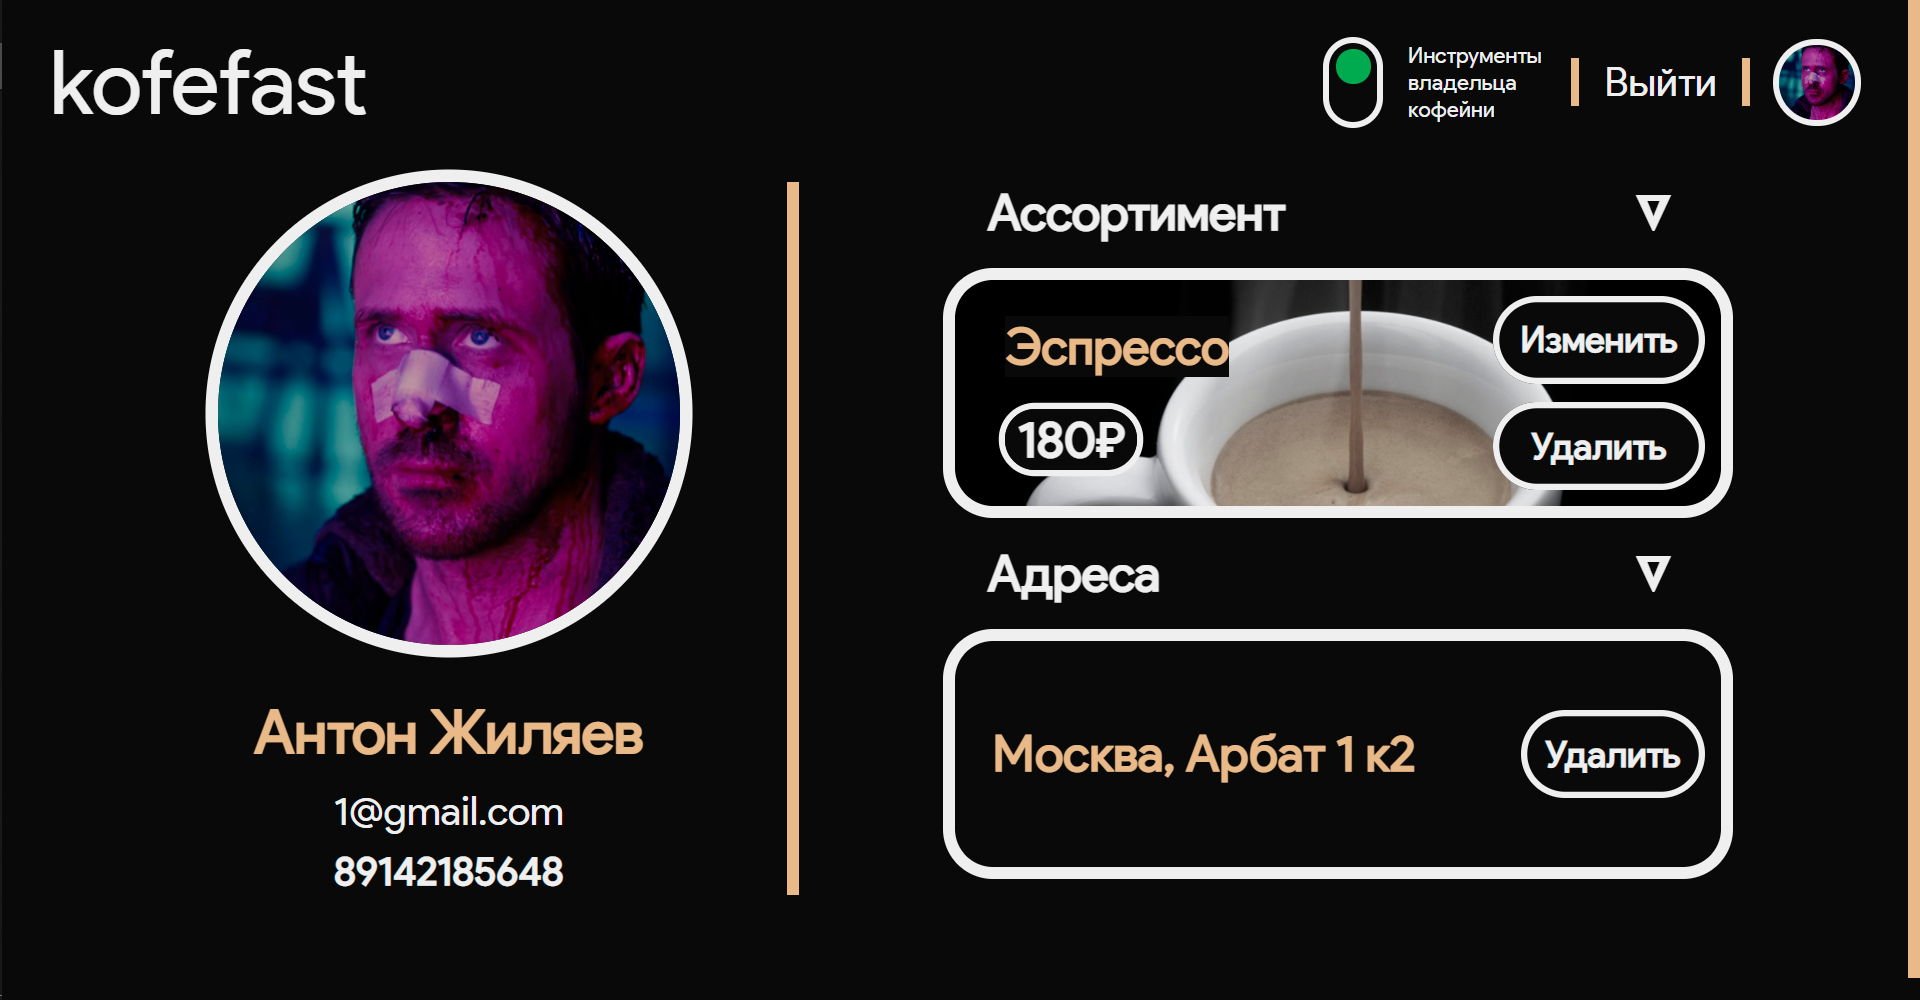 kofefast
Инструменты
владельца
кофейни
Выйти
Антон Жиляев
1@gmail.com
89142185648
Ассортимент
Эспрессо
180₽
Изменить
Удалить
Адреса
Москва, Арбат 1 к2
Удалить